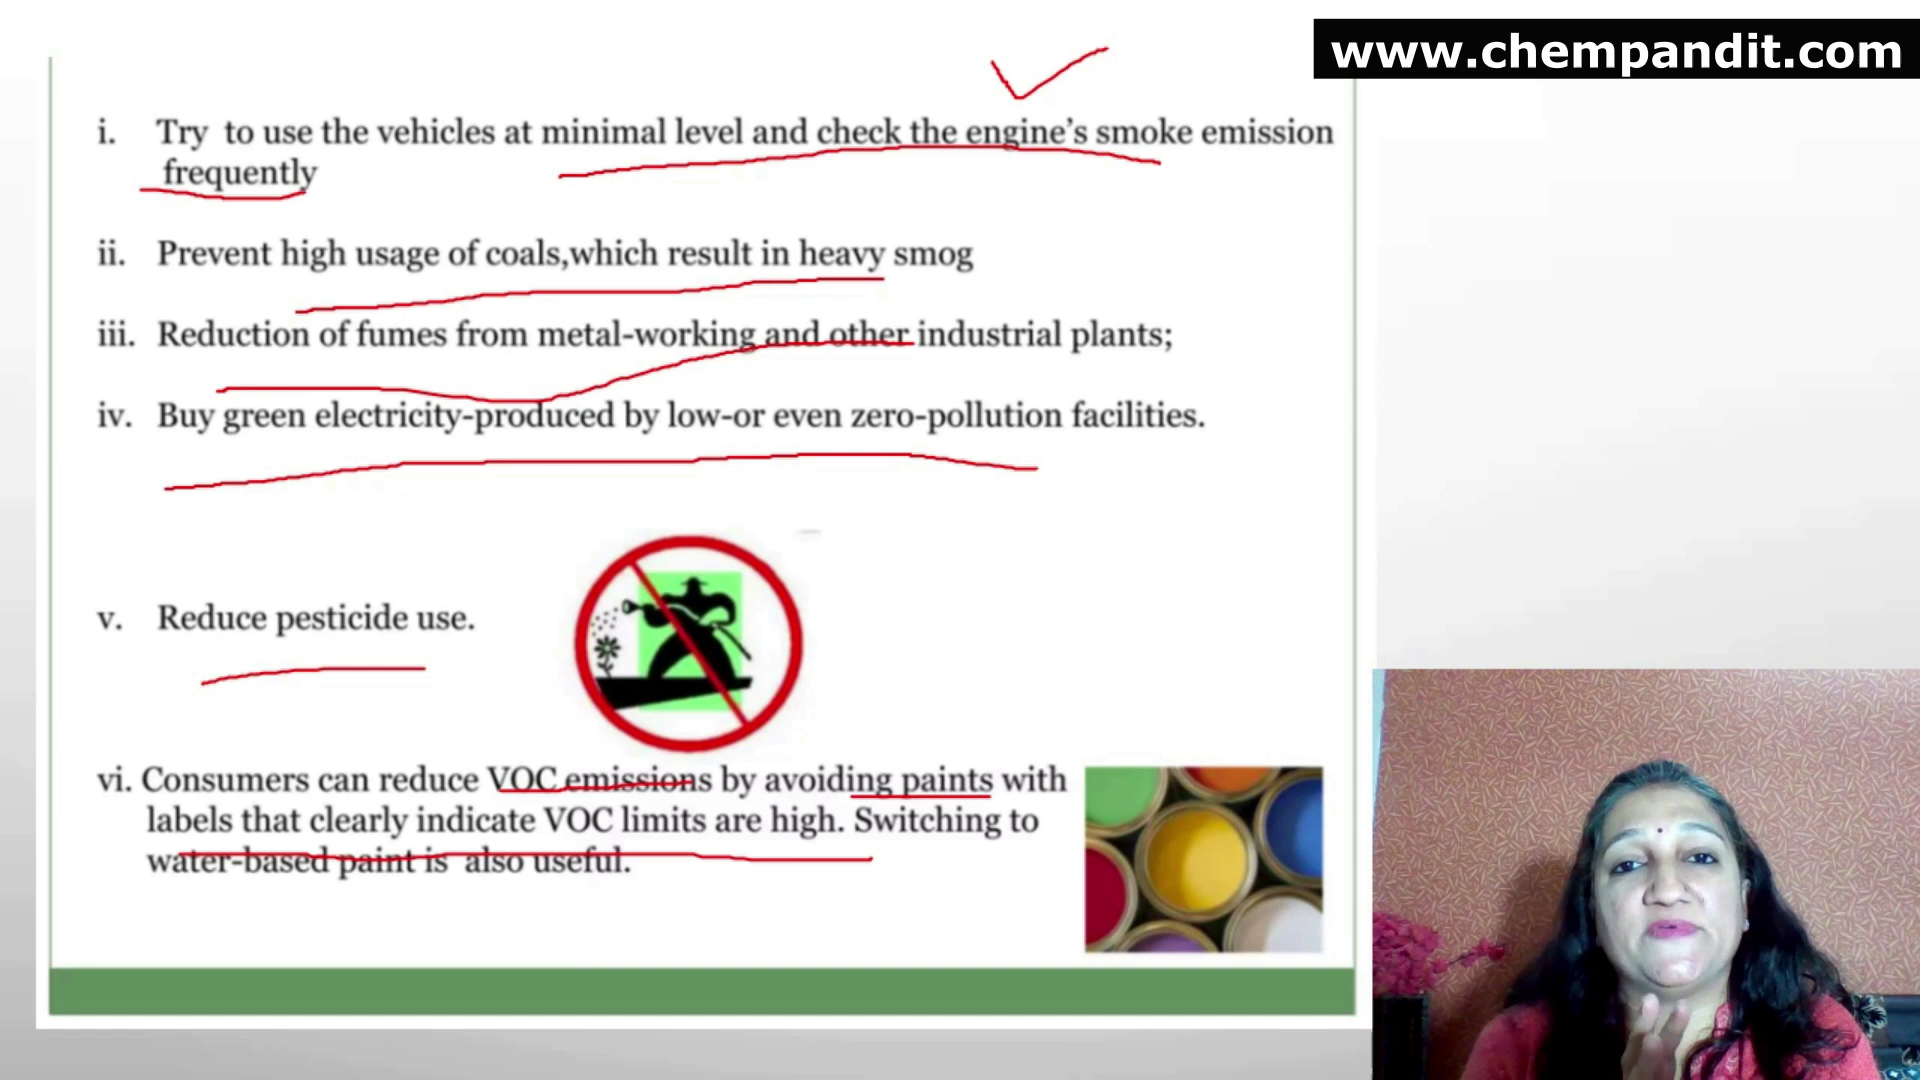 www.chempandit.com
i. Try to use the vehicles at minimal level and check the engine's smoke emission
frequently
ii. Prevent high usage of coals,which result in heavy smog
iii. Reduction of fumes from metal-working and other industrial plants;
iv. Buy green electricity-produced by low-or even zero-pollution facilities.
v. Reduce pesticide use.
vi. Consumers can reduce VOC emissions by avoiding paints with
labels that clearly indicate VOC limits are high. Switching to
water-based paint is also useful.